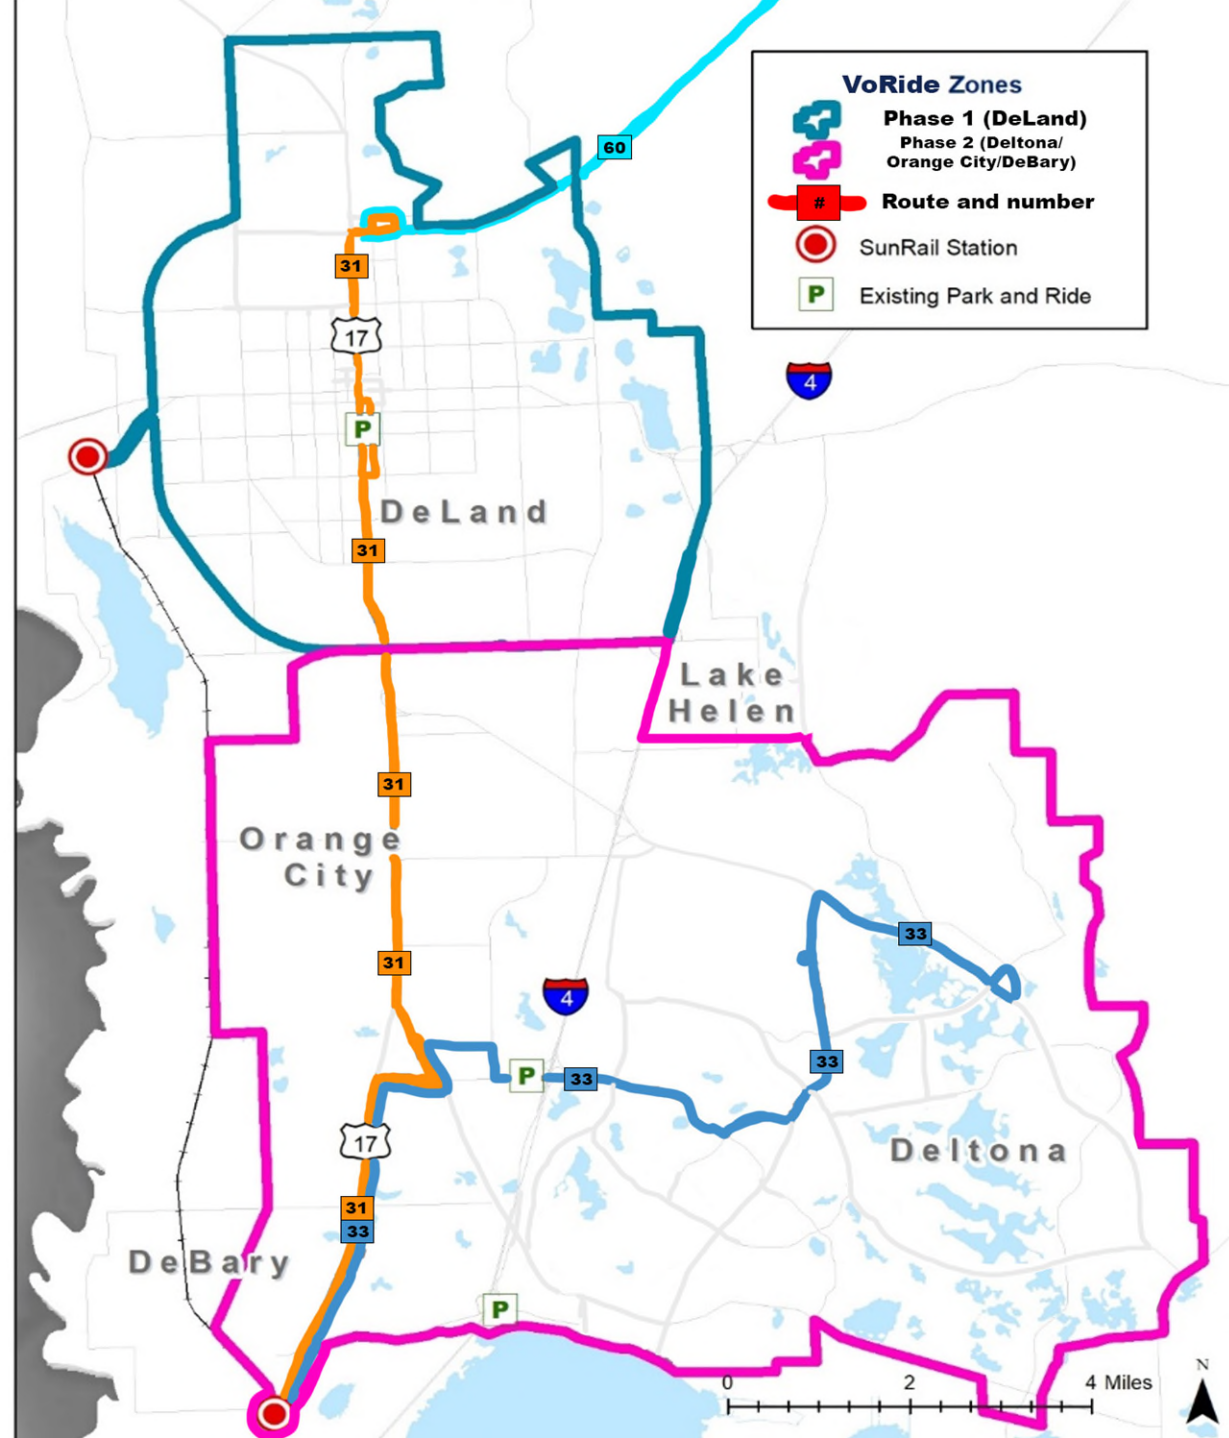 VoRide Zones
Phase 1 (DeLand)
Phase 2 (Deltona/
Orange City/DeBary)
# Route and number
SunRail Station
P Existing Park and Ride
60
31
17
4
P
DeLand
31
Lake
Helen
31
Orange
City
33
31
4
33
P
33
17
Deltona
31
33
DeBary
P
0 2 4 Miles
N